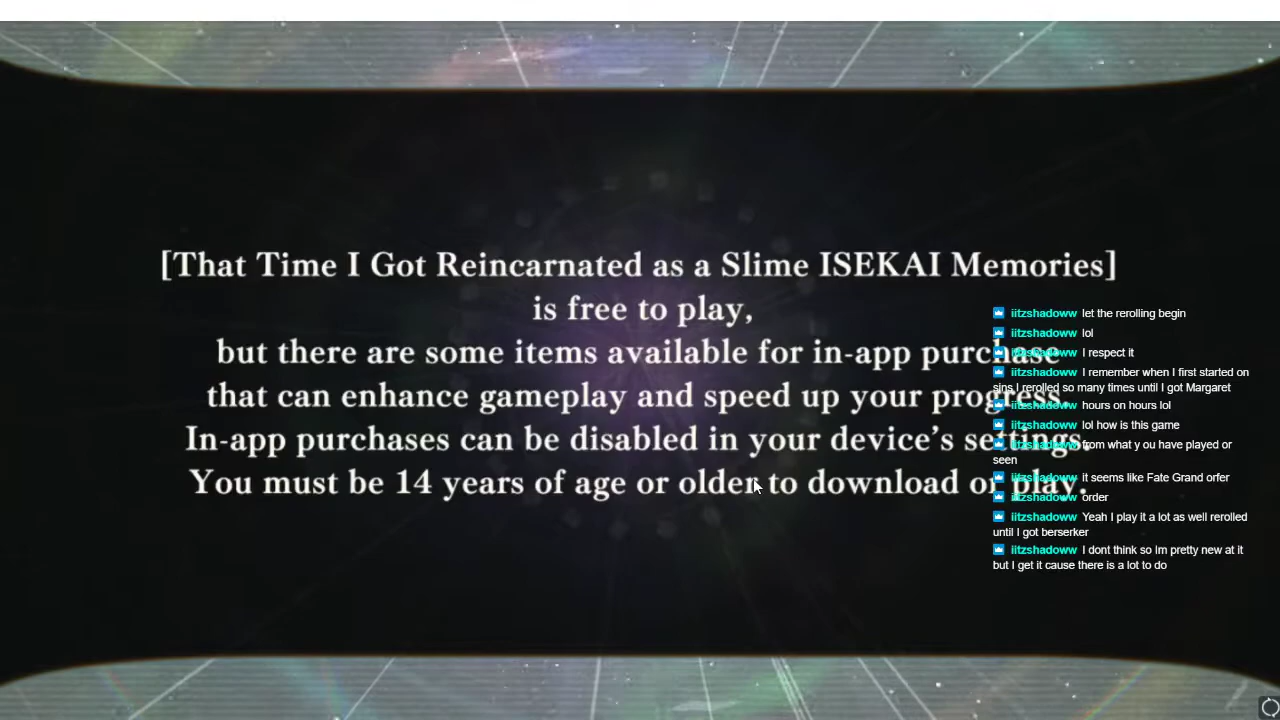 [That Time I Got Reincarnated as a Slime ISEKAI Memories]
is free to play,
but there are some items available for in-app purchase
that can enhance gameplay and speed up your progress.
In-app purchases can be disabled in your device's settings.
You must be 14 years of age or older to download or play.
iitzshadoww let the rerolling begin
iitzshadoww lol
iitzshadoww I respect it
iitzshadoww I remember when I first started on
sins I rerolled so many times until I got Margaret
iitzshadoww hours on hours lol
iitzshadoww lol how is this game
iitzshadoww from what y ou have played or
seen
iitzshadoww it seems like Fate Grand orfer
iitzshadoww order
iitzshadoww Yeah I play it a lot as well rerolled
until I got berserker
iitzshadoww I dont think so Im pretty new at it
but I get it cause there is a lot to do